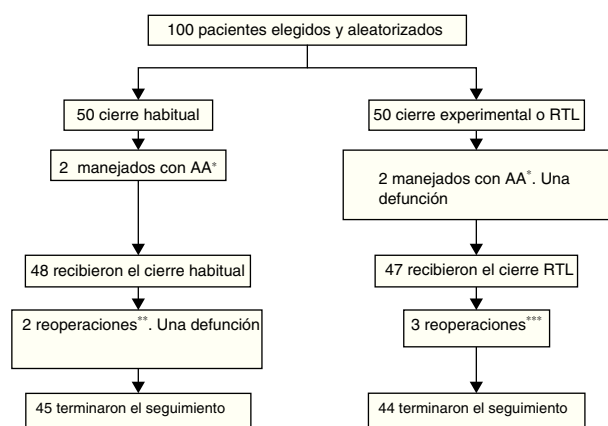 100 pacientes elegidos y aleatorizados
50 cierre habitual
50 cierre experimental o RTL
2 manejados con AA*
2 manejados con AA*. Una
defunción
48 recibieron el cierre habitual
47 recibieron el cierre RTL
2 reoperaciones**. Una defunción
3 reoperaciones***
45 terminaron el seguimiento
44 terminaron el seguimiento